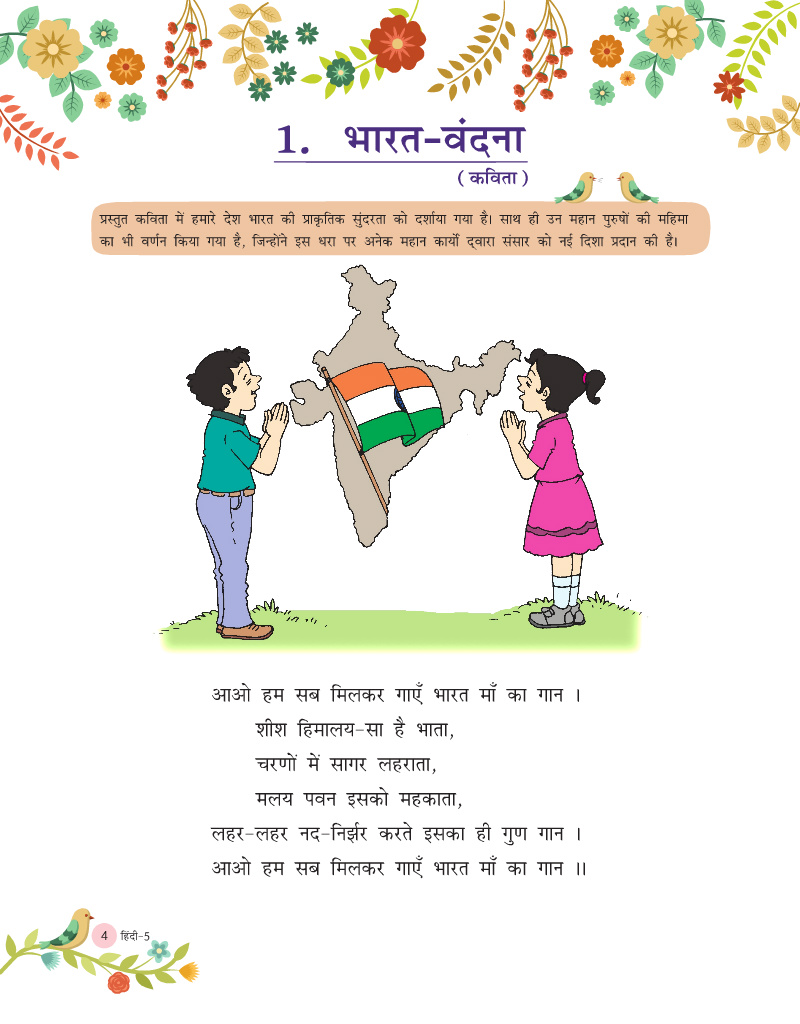 1. भारत-वंदना
( कविता )
प्रस्तुत कविता में हमारे देश भारत की प्राकृतिक सुंदरता को दर्शाया गया है। साथ ही उन महान पुरुषों की महिमा
का भी वर्णन किया गया है, जिन्होंने इस धरा पर अनेक महान कार्यों द्वारा संसार को नई दिशा प्रदान की है।
आओ हम सब मिलकर गाएँ भारत माँ का गान ।
शीश हिमालय-सा है भाता,
चरणों में सागर लहराता,
मलय पवन इसको महकाता,
लहर-लहर नद-निर्झर करते इसका ही गुण गान ।
आओ हम सब मिलकर गाएँ भारत माँ का गान ।।
4 हिंदी-5